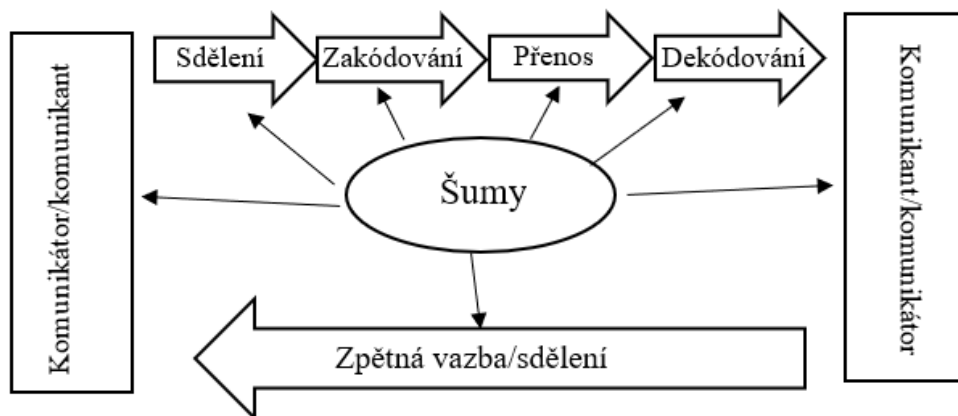 Komunikátor/komunikant
Sdělení
Zakódování
Přenos
Dekódování
Komunikant/komunikátor
Šumy
Zpětná vazba/sdělení